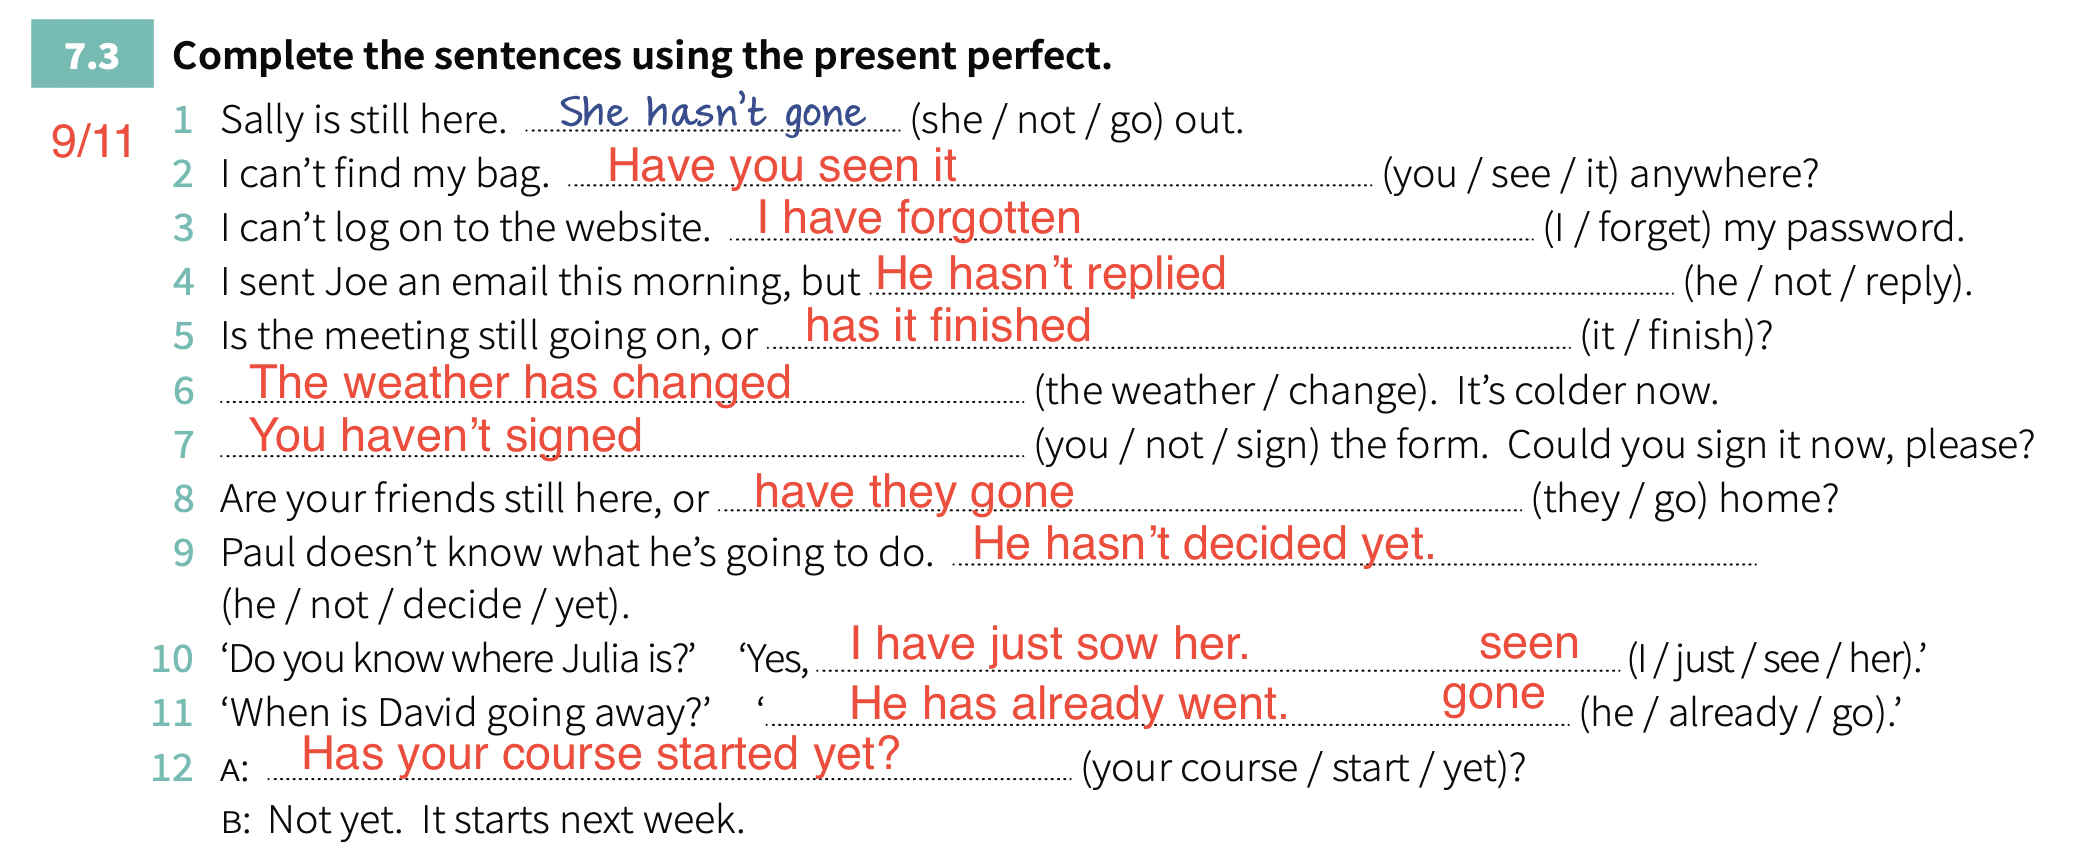 7.3 Complete the sentences using the present perfect.
9/11
1 Sally is still here. She hasn't gone (she / not / go) out.
2 I can't find my bag. Have you seen it (you / see / it) anywhere?
3 I can't log on to the website. I have forgotten (I / forget) my password.
4 I sent Joe an email this morning, but He hasn't replied (he / not / reply).
5 Is the meeting still going on, or has it finished (it / finish)?
6 The weather has changed (the weather / change). It's colder now.
7 You haven't signed (you / not / sign) the form. Could you sign it now, please?
8 Are your friends still here, or have they gone (they / go) home?
9 Paul doesn't know what he's going to do. He hasn't decided yet.
(he / not / decide / yet).
10 'Do you know where Julia is?' 'Yes, I have just sow her. seen (I / just / see / her).'
11 'When is David going away?' 'He has already went. gone (he / already / go).'
12 A: Has your course started yet? (your course / start / yet)?
B: Not yet. It starts next week.